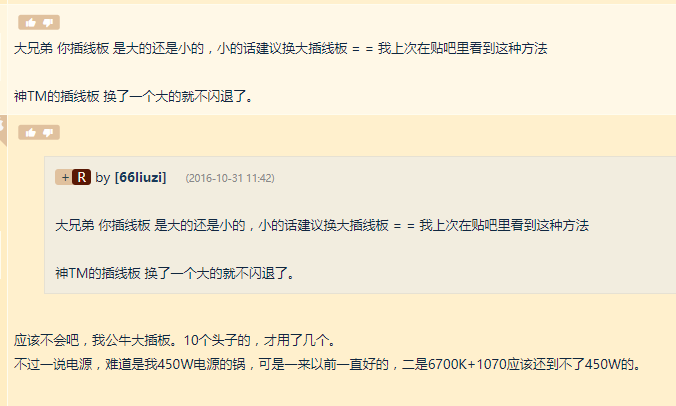 大兄弟 你插线板 是大的还是小的，小的话建议换大插线板 = = 我上次在贴吧里看到这种方法
神TM的插线板 换了一个大的就不闪退了。
+ R by [66liuzi] (2016-10-31 11:42)
大兄弟 你插线板 是大的还是小的，小的话建议换大插线板 = = 我上次在贴吧里看到这种方法
神TM的插线板 换了一个大的就不闪退了。
应该不会吧，我公牛大插板。10个头子的，才用了几个。
不过一说电源，难道是我450W电源的锅，可是一来以前一直好的，二是6700K+1070应该还到不了450W的。